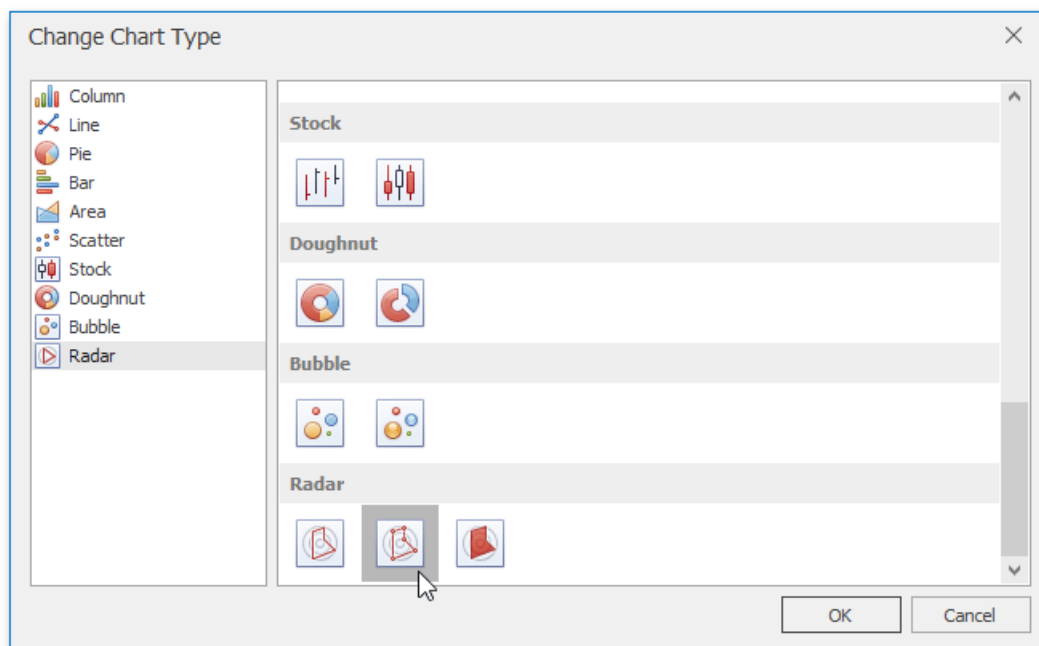 Change Chart Type
Column
Line
Pie
Bar
Area
Scatter
Stock
Doughnut
Bubble
Radar
Stock
Doughnut
Bubble
Radar
OK
Cancel